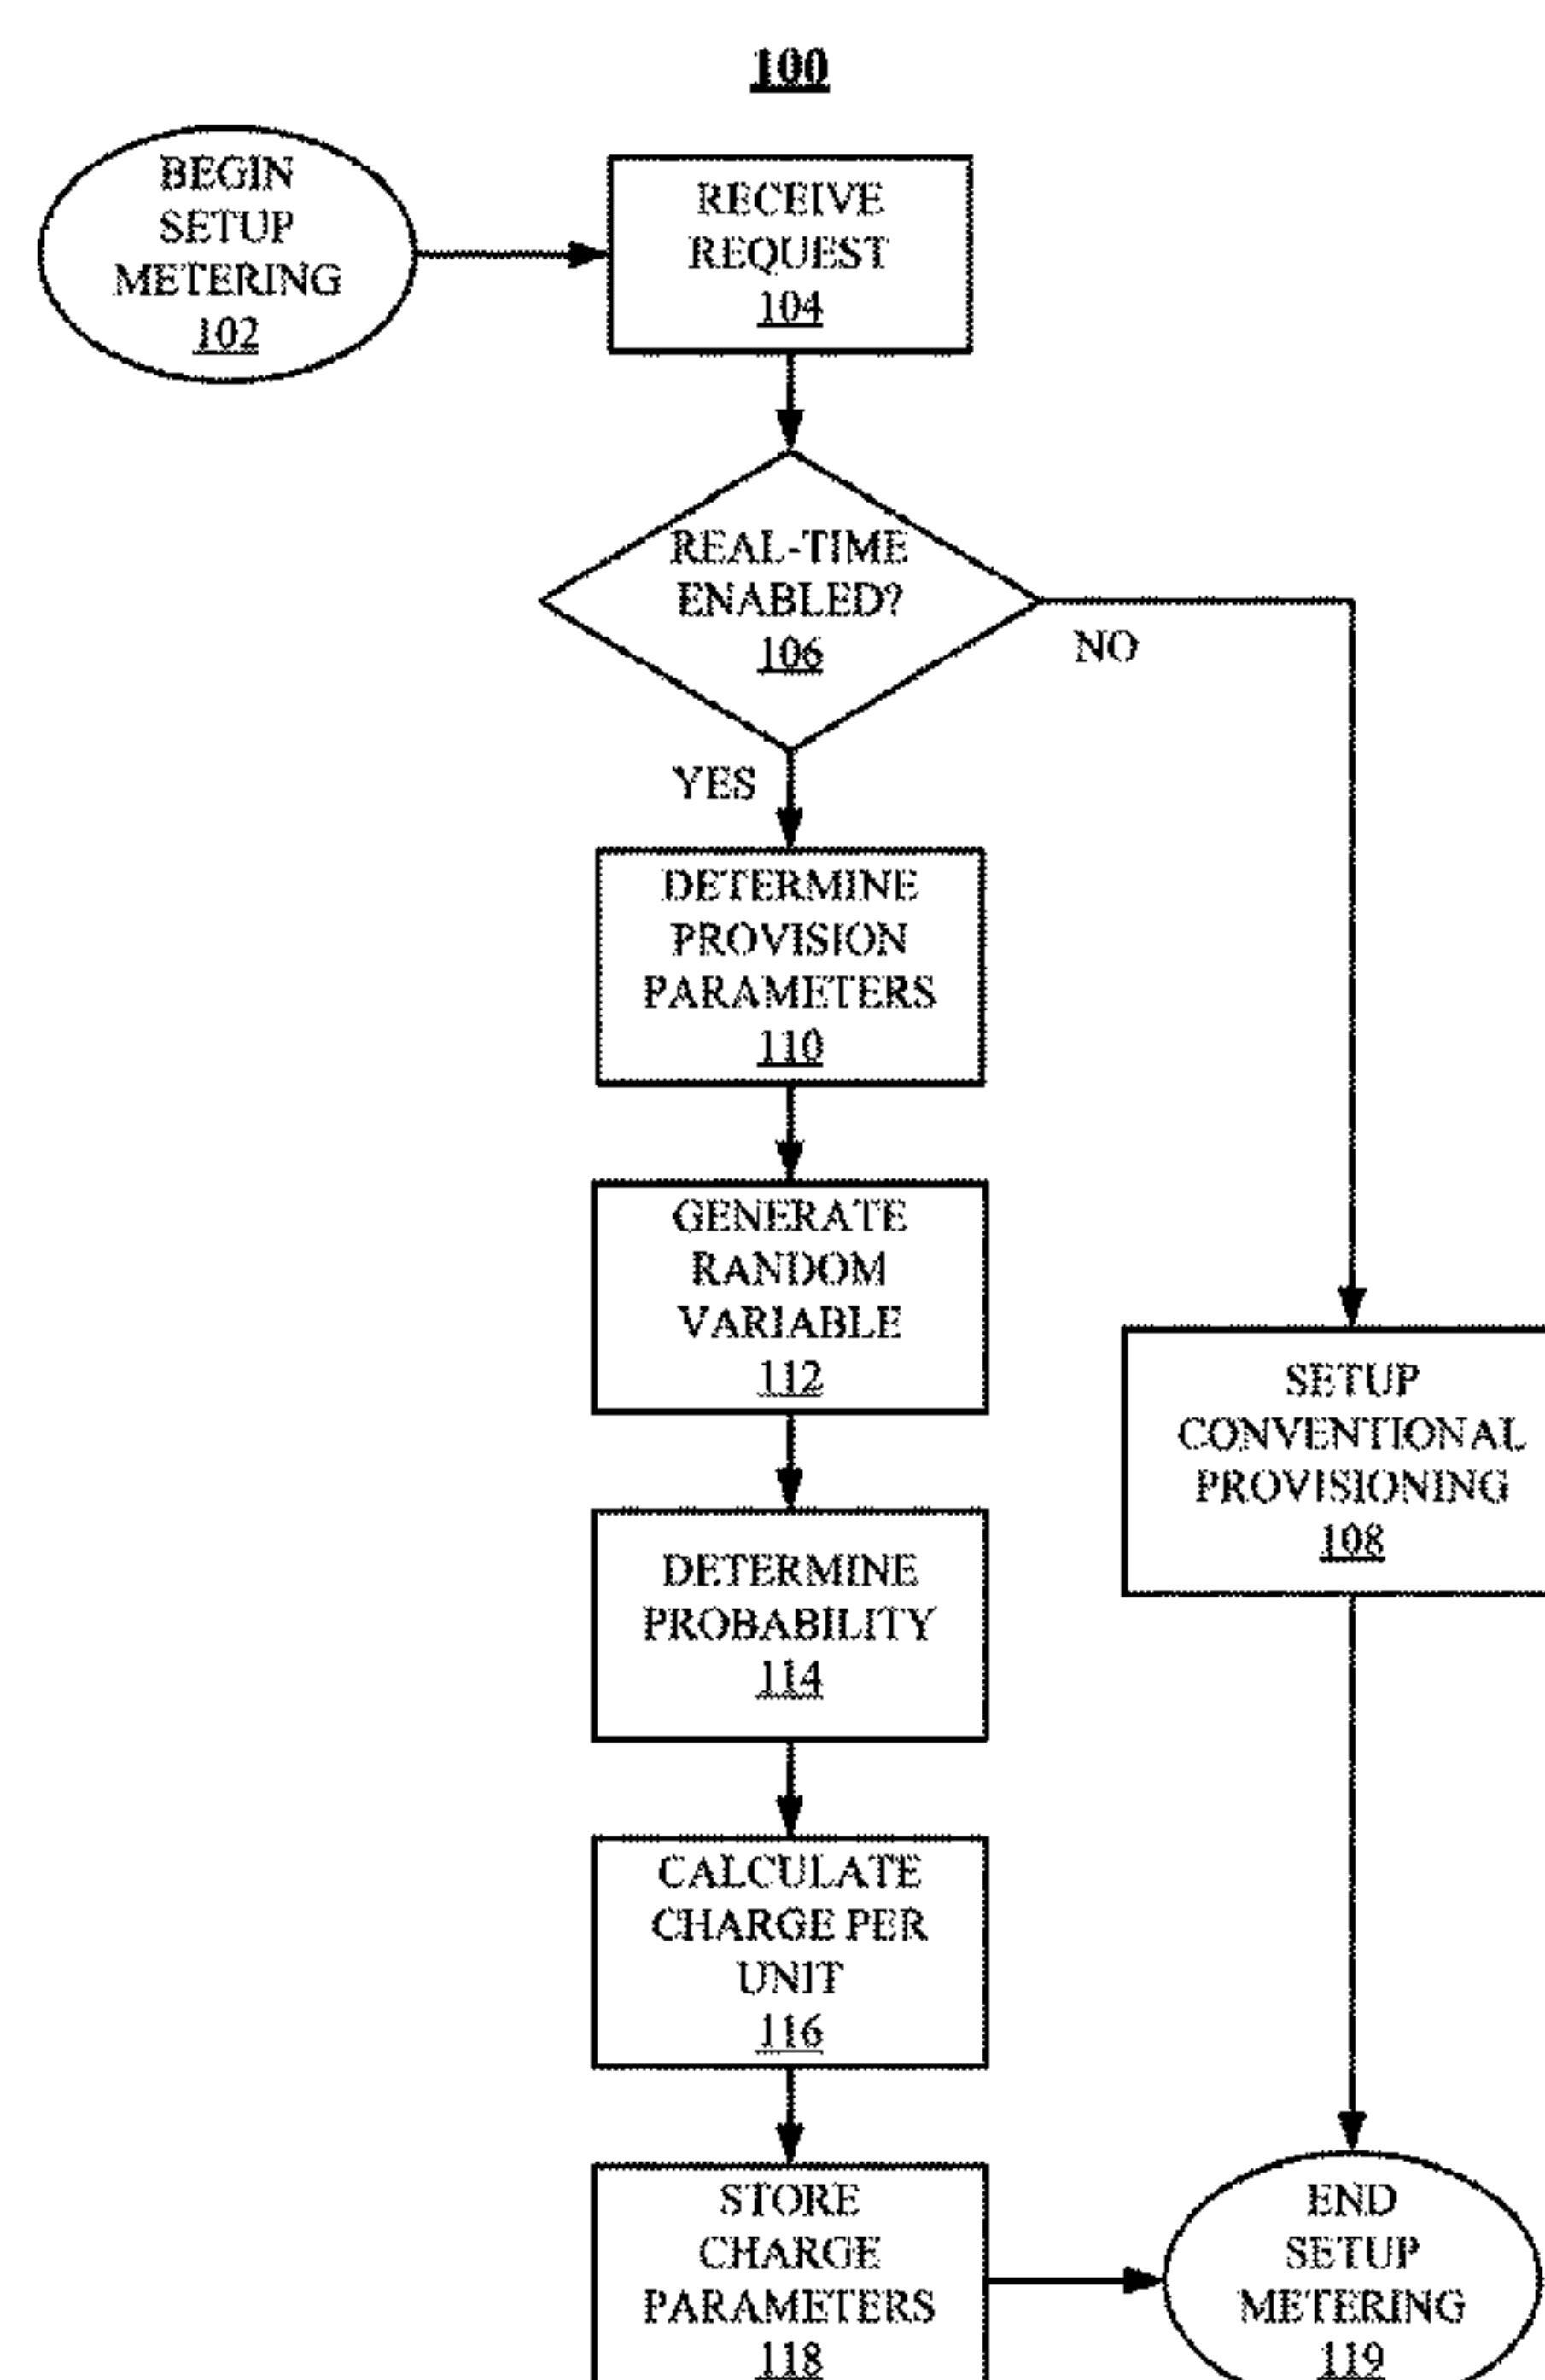 100
BEGIN
SETUP
METERING
102
RECEIVE
REQUEST
104
REAL-TIME
ENABLED?
106
NO
YES
DETERMINE
PROVISION
PARAMETERS
110
GENERATE
RANDOM
VARIABLE
112
SETUP
CONVENTIONAL
PROVISIONING
108
DETERMINE
PROBABILITY
114
CALCULATE
CHARGE PER
UNIT
116
STORE
CHARGE
PARAMETERS
118
END
SETUP
METERING
119